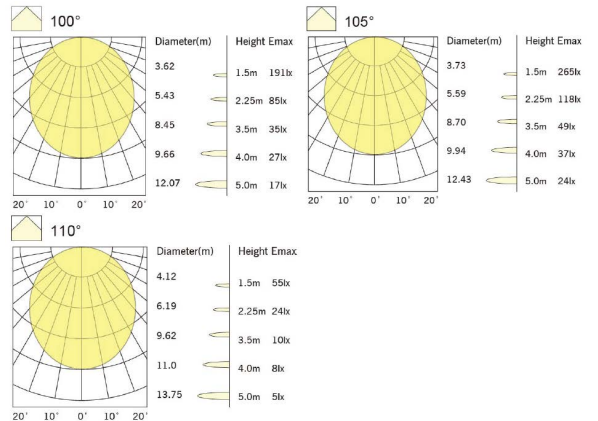 100°
Diameter(m) Height Emax
3.62 1.5m 191lx
5.43 2.25m 85lx
8.45 3.5m 35lx
9.66 4.0m 27lx
12.07 5.0m 17lx
20° 10° 0° 10° 20°
105°
Diameter(m) Height Emax
3.73 1.5m 265lx
5.59 2.25m 118lx
8.70 3.5m 49lx
9.94 4.0m 37lx
12.43 5.0m 24lx
20° 10° 0° 10° 20°
110°
Diameter(m) Height Emax
4.12 1.5m 55lx
6.19 2.25m 24lx
9.62 3.5m 10lx
11.0 4.0m 8lx
13.75 5.0m 5lx
20° 10° 0° 10° 20°